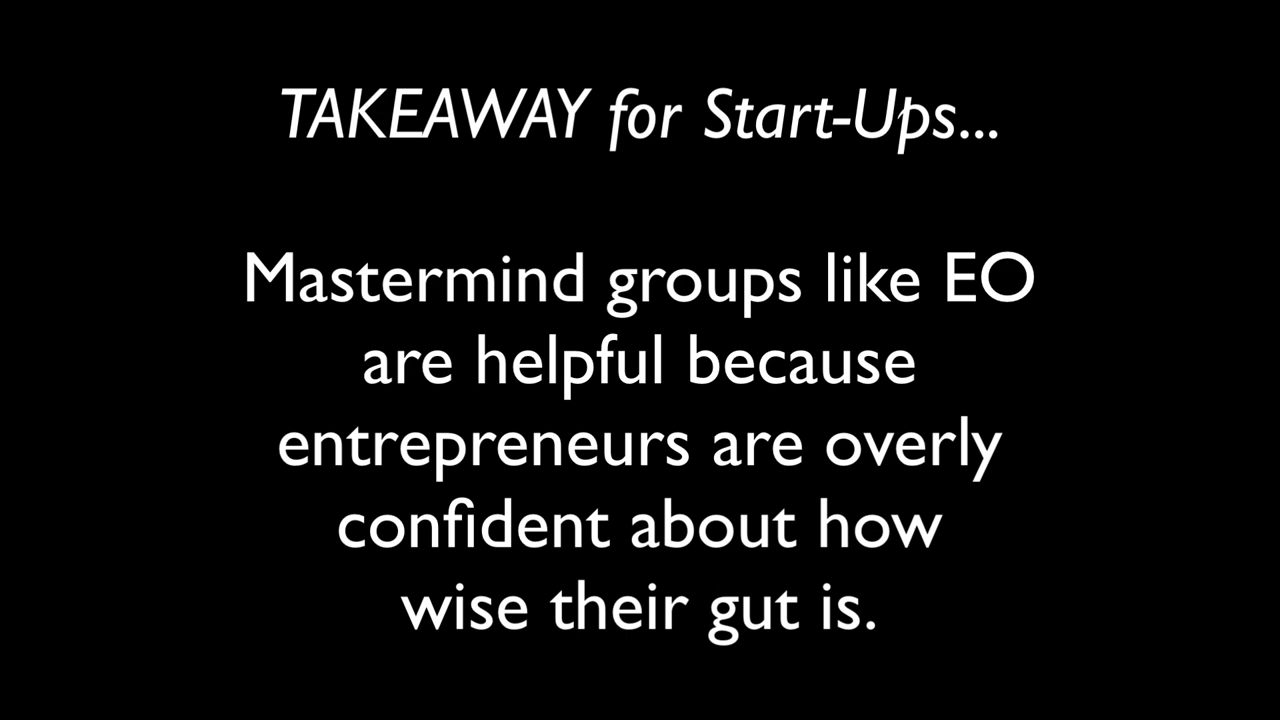 TAKEAWAY for Start-Ups...
Mastermind groups like EO
are helpful because
entrepreneurs are overly
confident about how
wise their gut is.